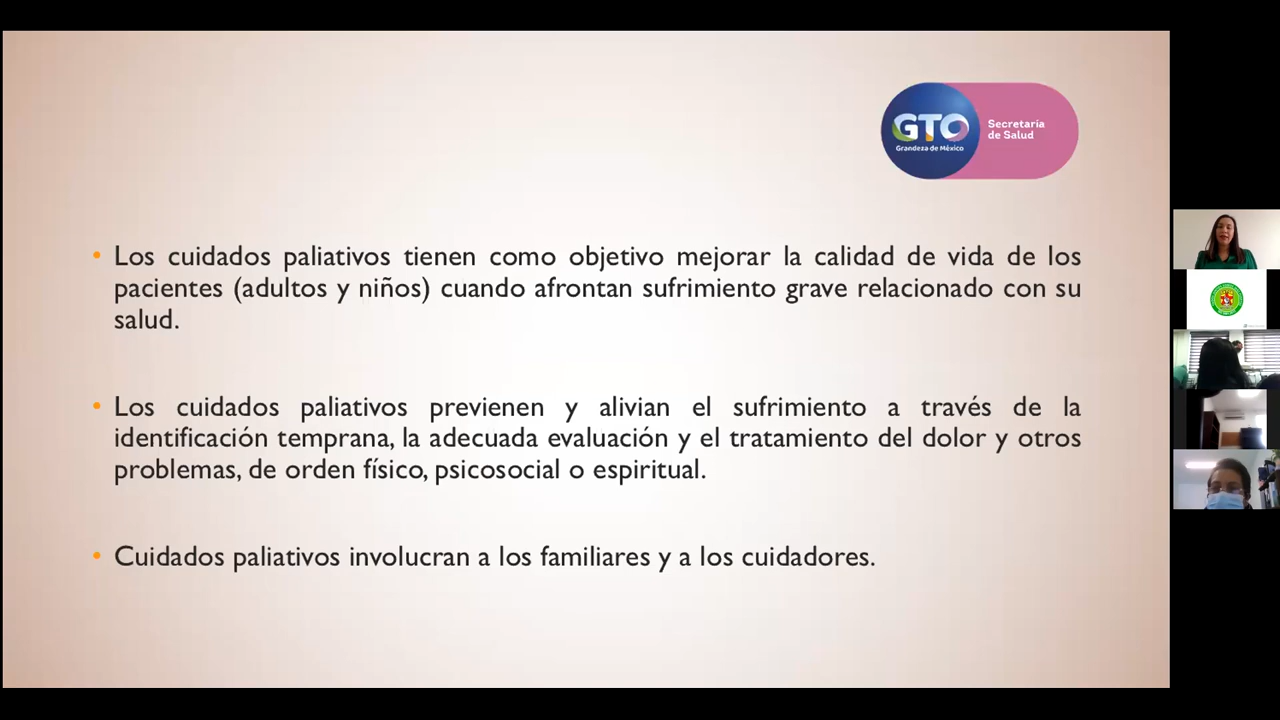 GTO
Grandeza de México
Secretaría
de Salud
• Los cuidados paliativos tienen como objetivo mejorar la calidad de vida de los
pacientes (adultos y niños) cuando afrontan sufrimiento grave relacionado con su
salud.
• Los cuidados paliativos previenen y alivian el sufrimiento a través de la
identificación temprana, la adecuada evaluación y el tratamiento del dolor y otros
problemas, de orden físico, psicosocial o espiritual.
• Cuidados paliativos involucran a los familiares y a los cuidadores.